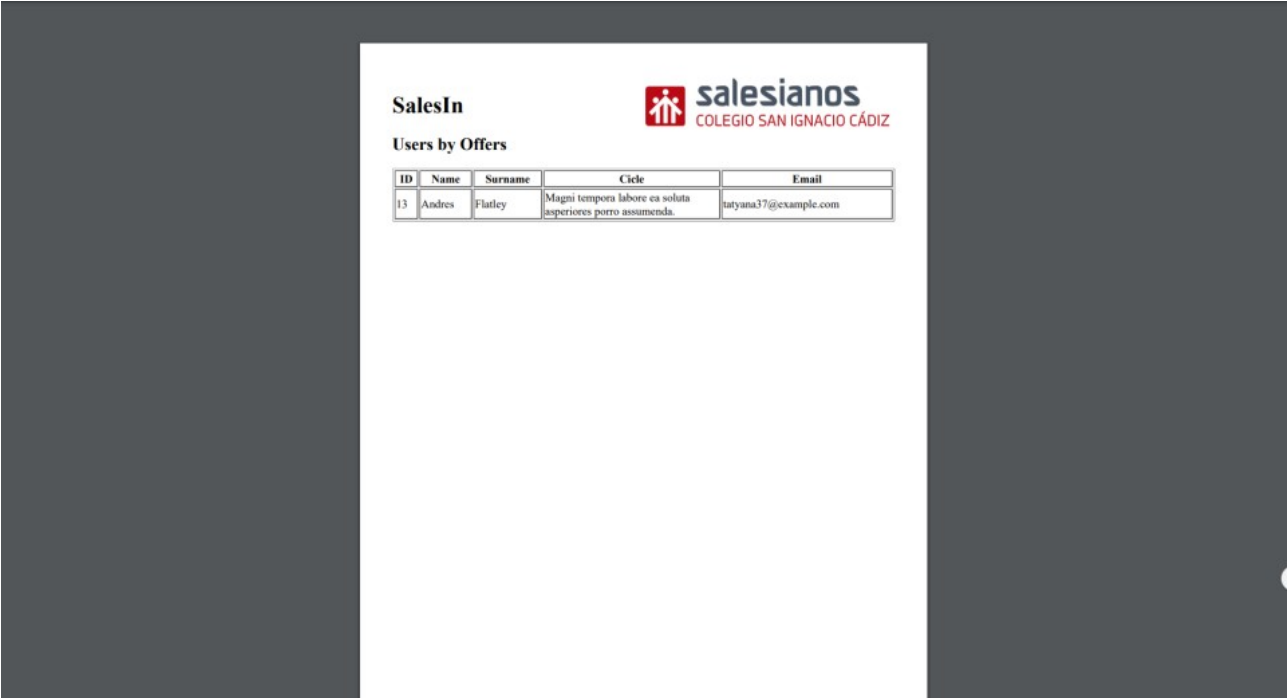 SalesIn
salesianos
COLEGIO SAN IGNACIO CÁDIZ
Users by Offers
ID Name Surname Cicle Email
13 Andres Flatley Magni tempora labore ea soluta asperiores porro assumenda. tatyana37@example.com